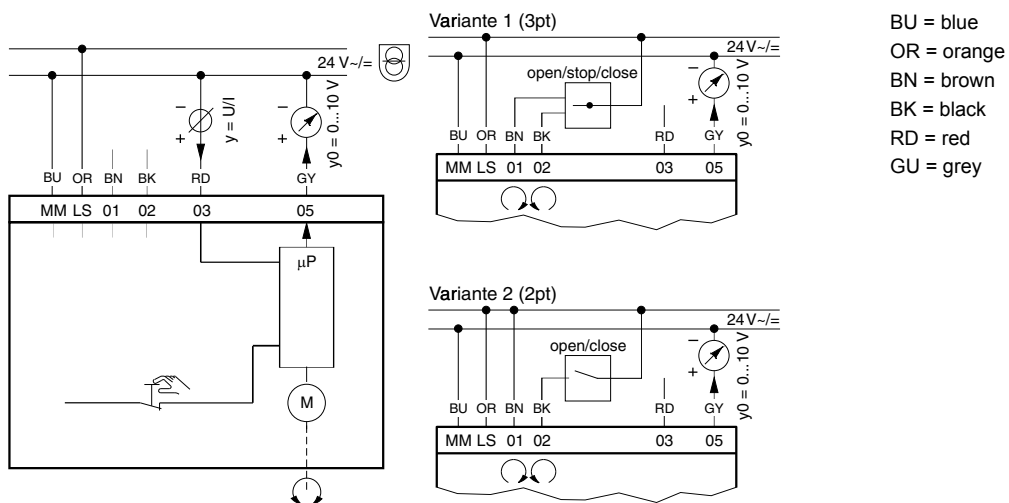 24 V~/=
−
+
y = U/I
−
+
y0 = 0...10 V
BU OR BN BK RD GY
MM LS 01 02 03 05
µP
M
Variante 1 (3pt)
24 V~/=
open/stop/close
−
+
y0 = 0...10 V
BU OR BN BK RD GY
MM LS 01 02 03 05
Variante 2 (2pt)
24 V~/=
open/close
−
+
y0 = 0...10 V
BU OR BN BK RD GY
MM LS 01 02 03 05
BU = blue
OR = orange
BN = brown
BK = black
RD = red
GU = grey